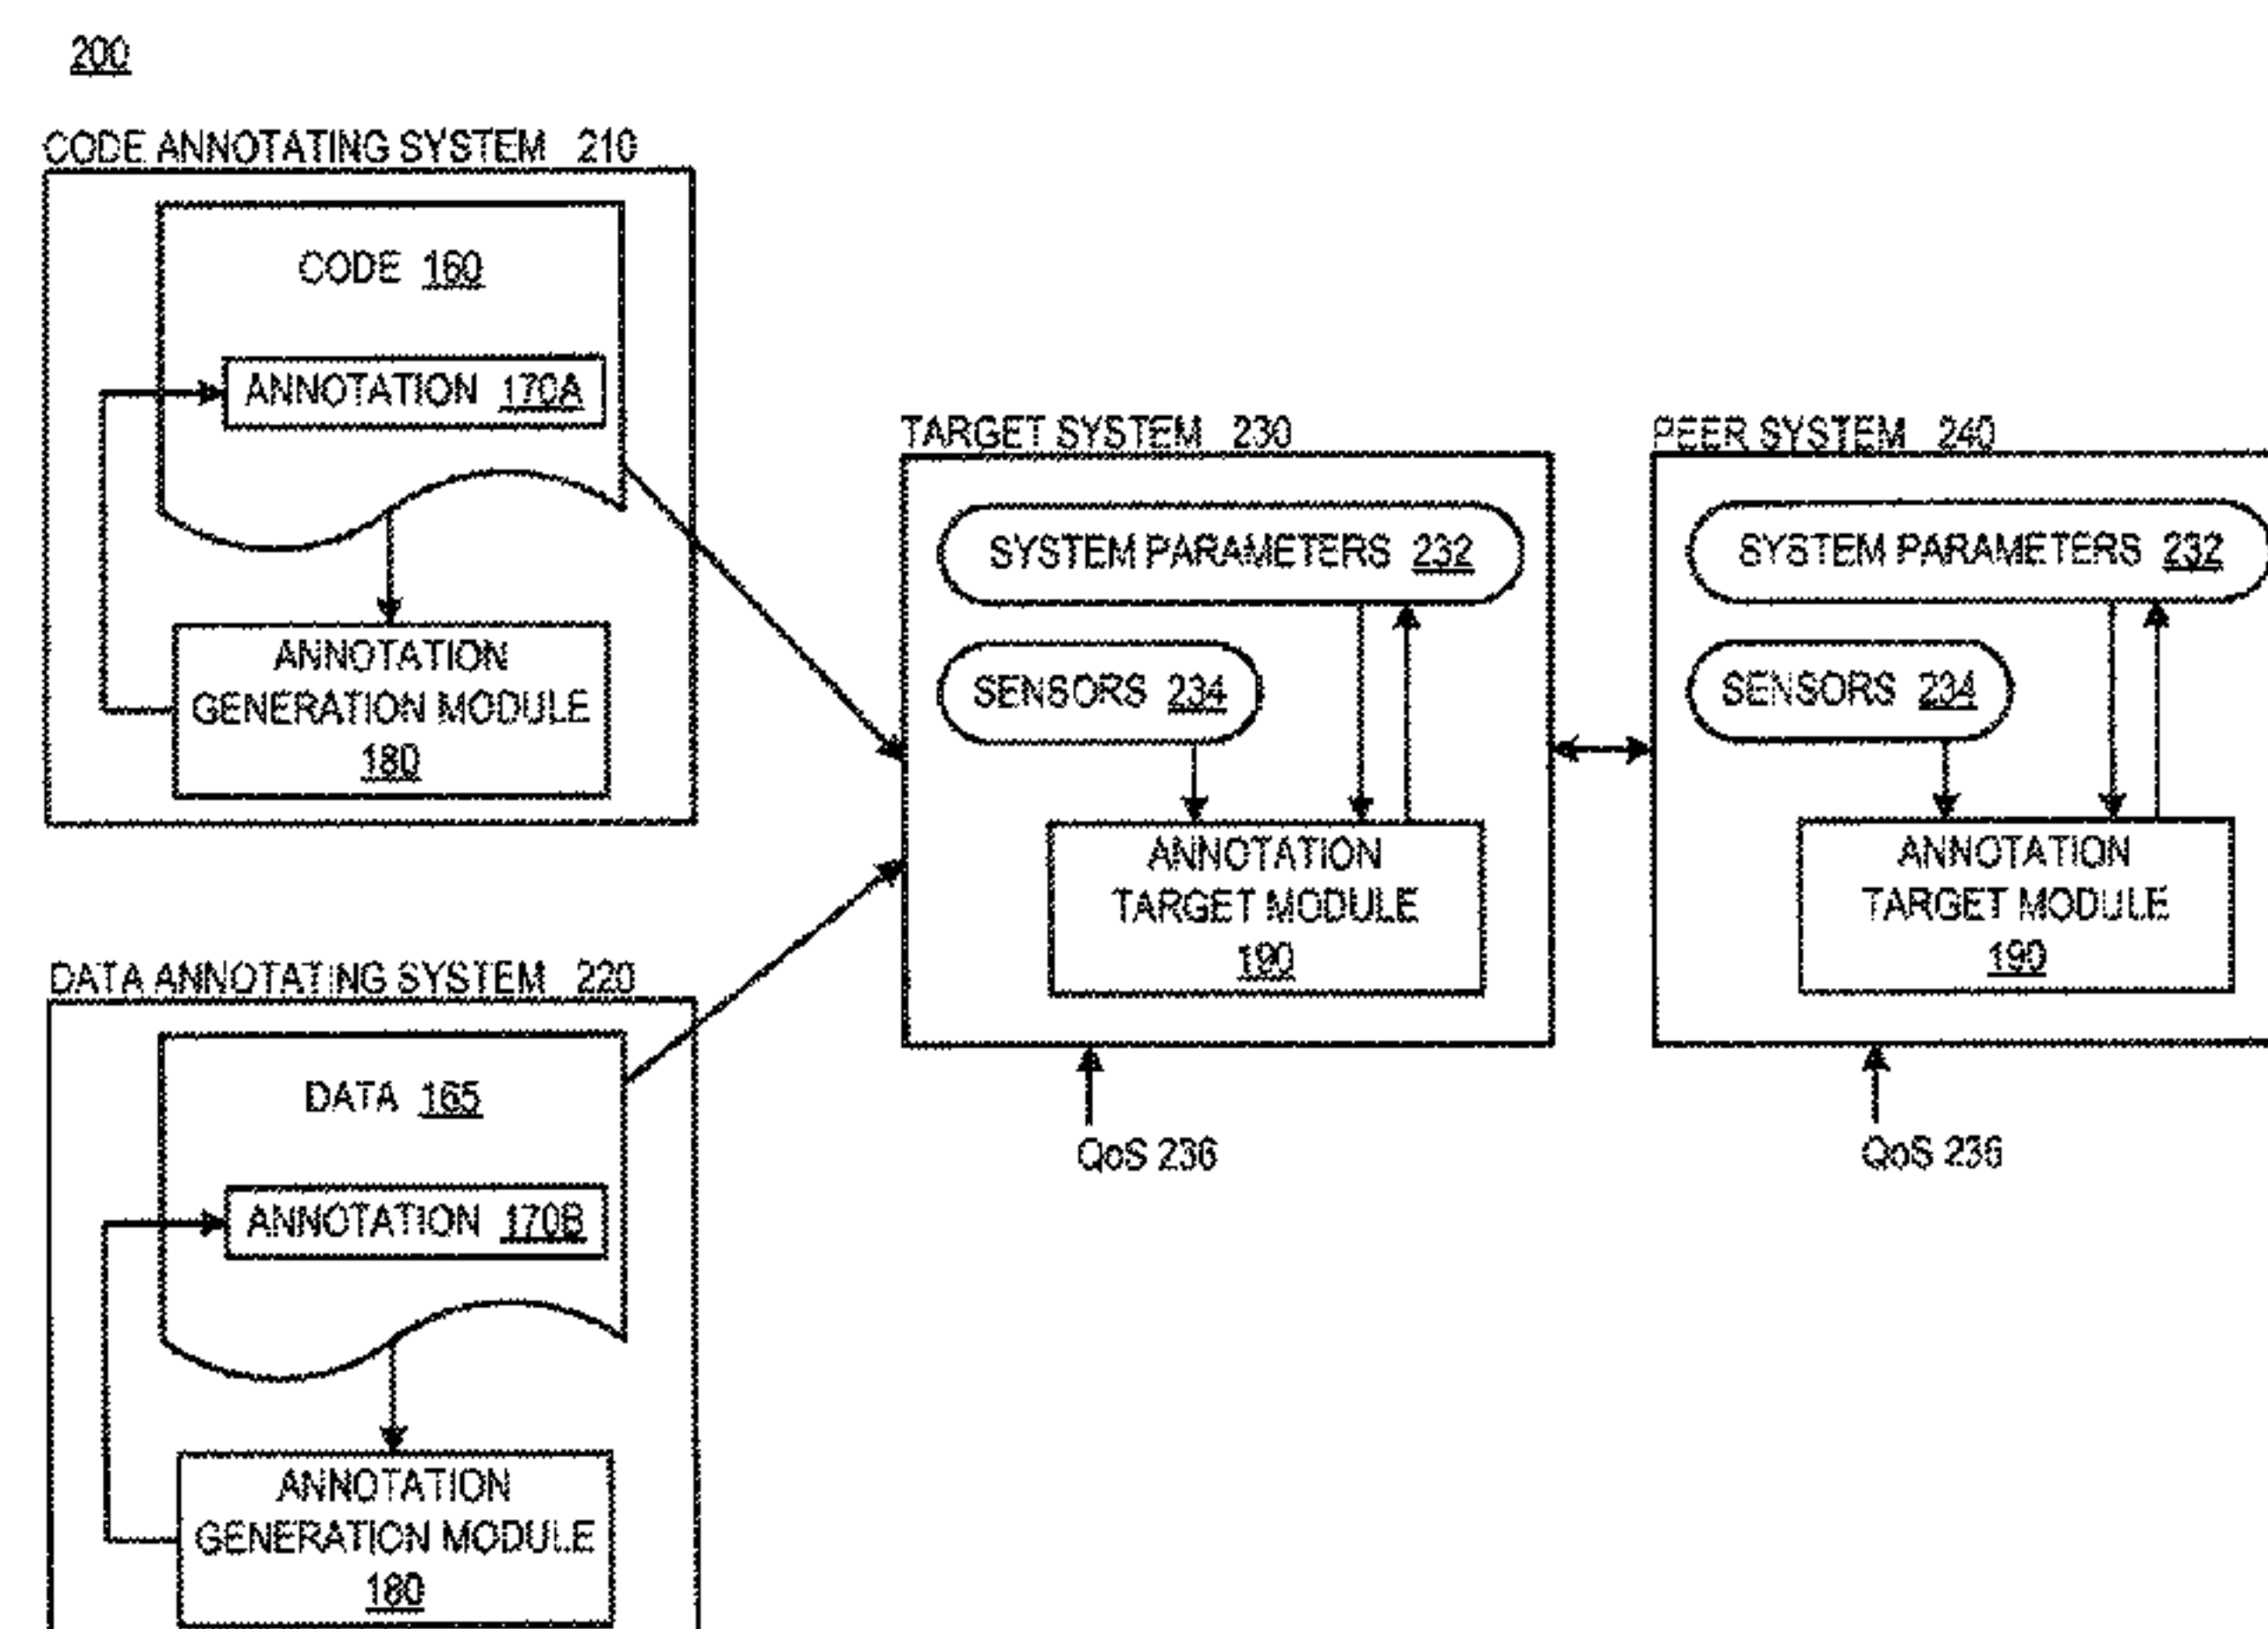 200
CODE ANNOTATING SYSTEM 210
CODE 160
ANNOTATION 170A
ANNOTATION
GENERATION MODULE
180
DATA ANNOTATING SYSTEM 220
DATA 165
ANNOTATION 170B
ANNOTATION
GENERATION MODULE
180
TARGET SYSTEM 230
SYSTEM PARAMETERS 232
SENSORS 234
ANNOTATION
TARGET MODULE
190
QoS 236
PEER SYSTEM 240
SYSTEM PARAMETERS 232
SENSORS 234
ANNOTATION
TARGET MODULE
190
QoS 236